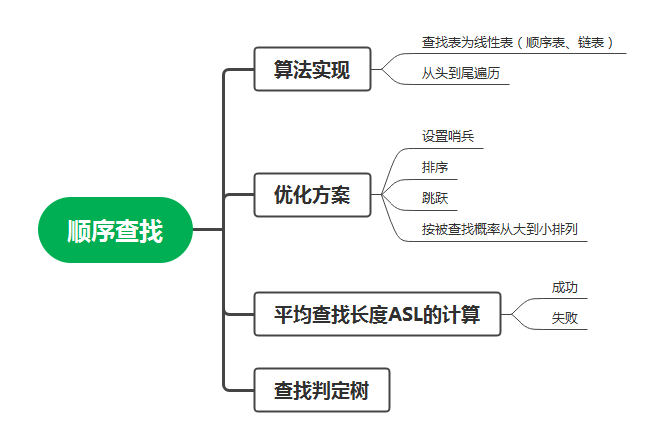 顺序查找
算法实现
查找表为线性表（顺序表、链表）
从头到尾遍历
优化方案
设置哨兵
排序
跳跃
按被查找概率从大到小排列
平均查找长度ASL的计算
成功
失败
查找判定树